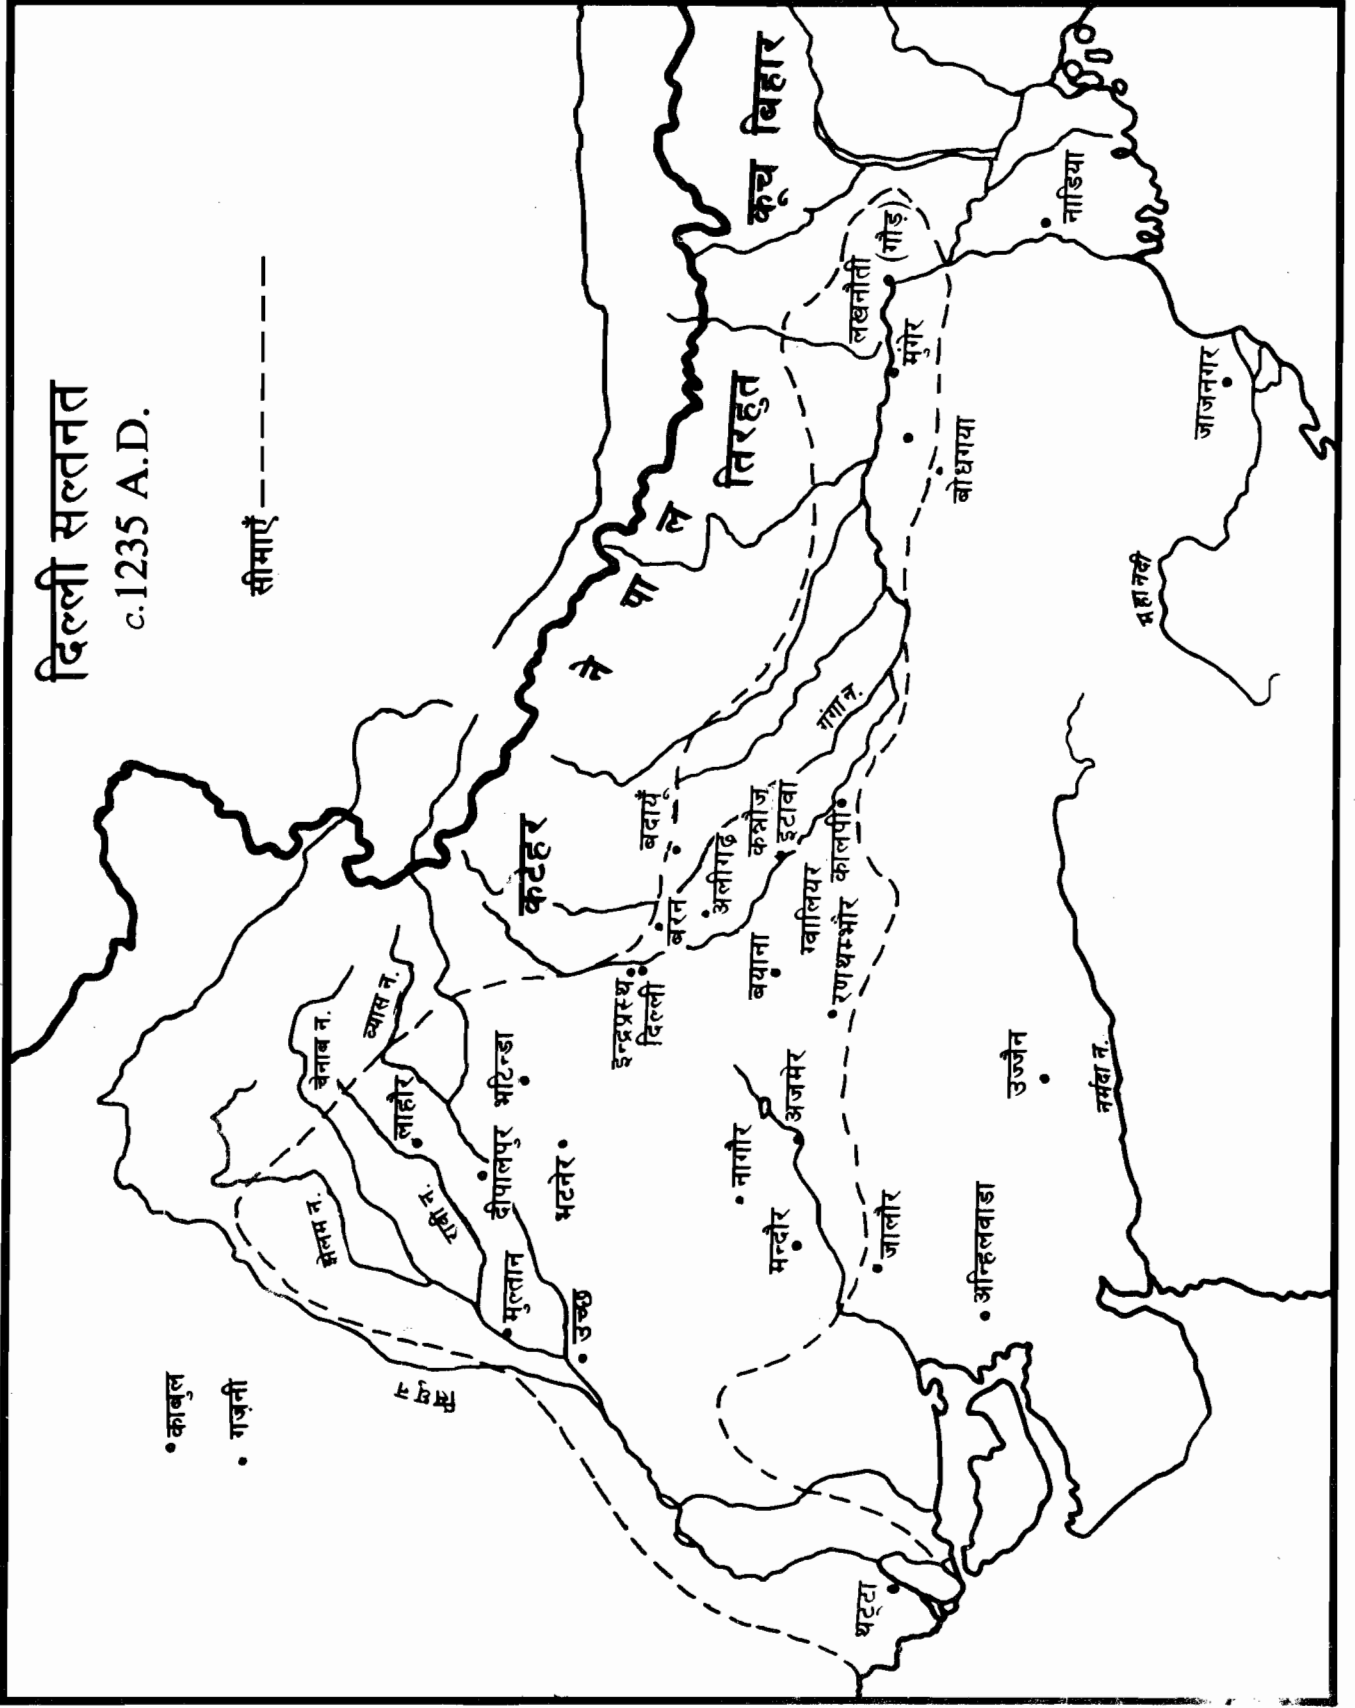 दिल्ली सल्तनत
c.1235 A.D.
सीमाएँ
काबुल
गज़नी
सिंधु न
झेलम न.
चेनाब न.
व्यास न.
रावी न.
लाहौर
मुल्तान
उच्छ
दीपालपुर
भटिन्डा
भटनेर
कटेहर
इन्द्रप्रस्थ
दिल्ली
बरन
बदायूँ
अलीगढ़
कन्नौज
इटावा
बयाना
ग्वालियर
कालपी
रणथम्भौर
नागौर
अजमेर
मन्दौर
जालौर
गंगा न.
ने
पा
ल
तिरहुत
कूच बिहार
लखनौती
(गौड़)
मुंगेर
बोधगया
नाडिया
जाजनगर
महानदी
उज्जैन
नर्मदा न.
अन्हिलवाडा
थट्टा